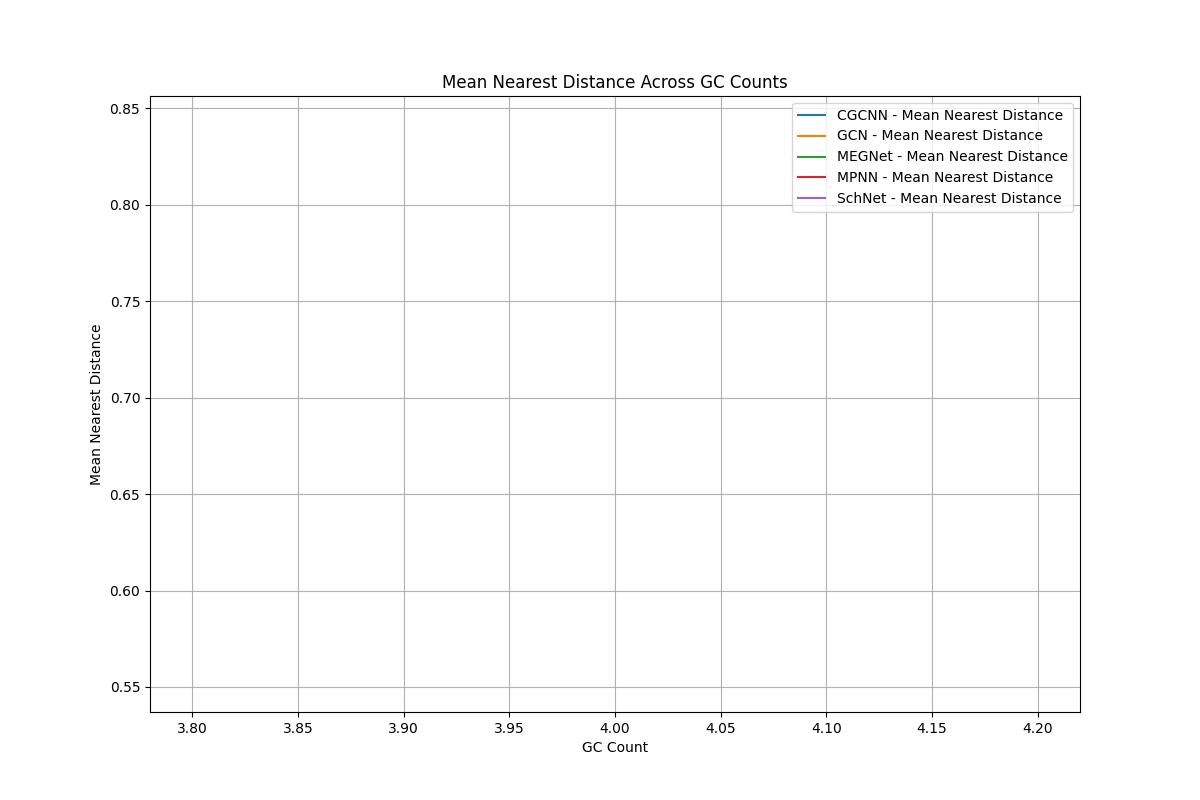 Mean Nearest Distance Across GC Counts
0.85
0.80
0.75
0.70
0.65
0.60
0.55
Mean Nearest Distance
CGCNN - Mean Nearest Distance
GCN - Mean Nearest Distance
MEGNet - Mean Nearest Distance
MPNN - Mean Nearest Distance
SchNet - Mean Nearest Distance
3.80 3.85 3.90 3.95 4.00 4.05 4.10 4.15 4.20
GC Count